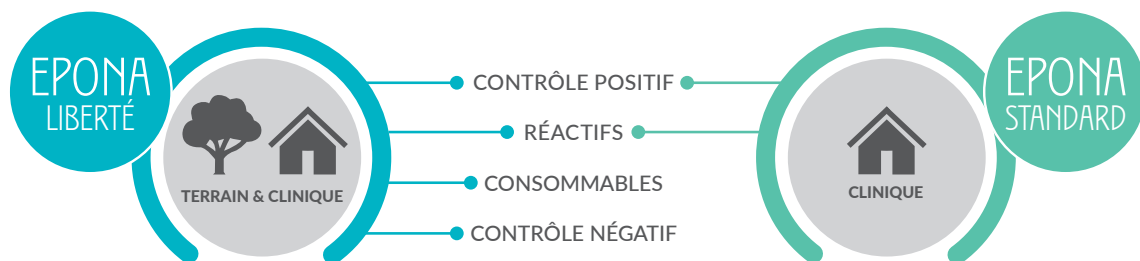 EPONA
LIBERTÉ
TERRAIN & CLINIQUE
CONTRÔLE POSITIF
RÉACTIFS
CONSOMMABLES
CONTRÔLE NÉGATIF
CLINIQUE
EPONA
STANDARD